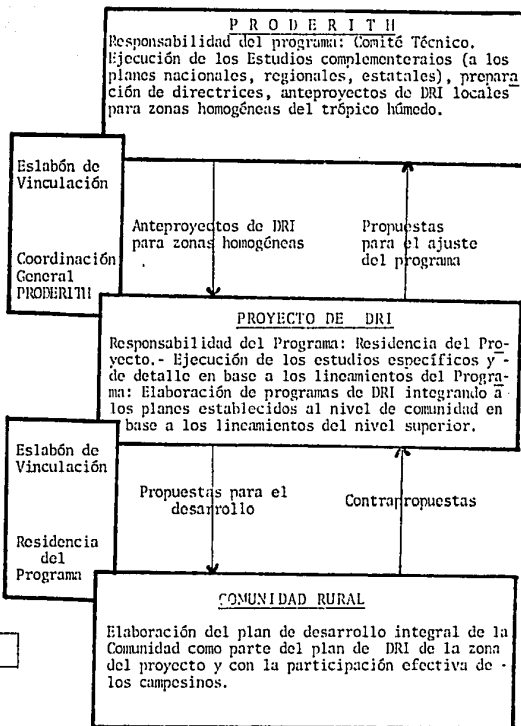 P R O D E R I T H
Responsabilidad del programa: Comité Técnico.
Ejecución de los Estudios complementeraios (a los
planes nacionales, regionales, estatales), prepara
ción de directrices, anteproyectos de DRI locales
para zonas homogéneas del trópico húmedo.
Eslabón de
Vinculación
Coordinación
General
PRODERITH
Anteproyectos de DRI
para zonas homogéneas
Propuestas
para el ajuste
del programa
PROYECTO DE DRI
Responsabilidad del Programa: Residencia del Pro-
yecto.- Ejecución de los estudios específicos y -
de detalle en base a los lineamientos del Progra-
ma: Elaboración de programas de DRI integrando a
los planes establecidos al nivel de comunidad en
base a los lineamientos del nivel superior.
Eslabón de
Vinculación
Residencia
del
Programa
Propuestas para el
desarrollo
Contrapropuestas
COMUNIDAD RURAL
Elaboración del plan de desarrollo integral de la
Comunidad como parte del plan de DRI de la zona
del proyecto y con la participación efectiva de -
los campesinos.